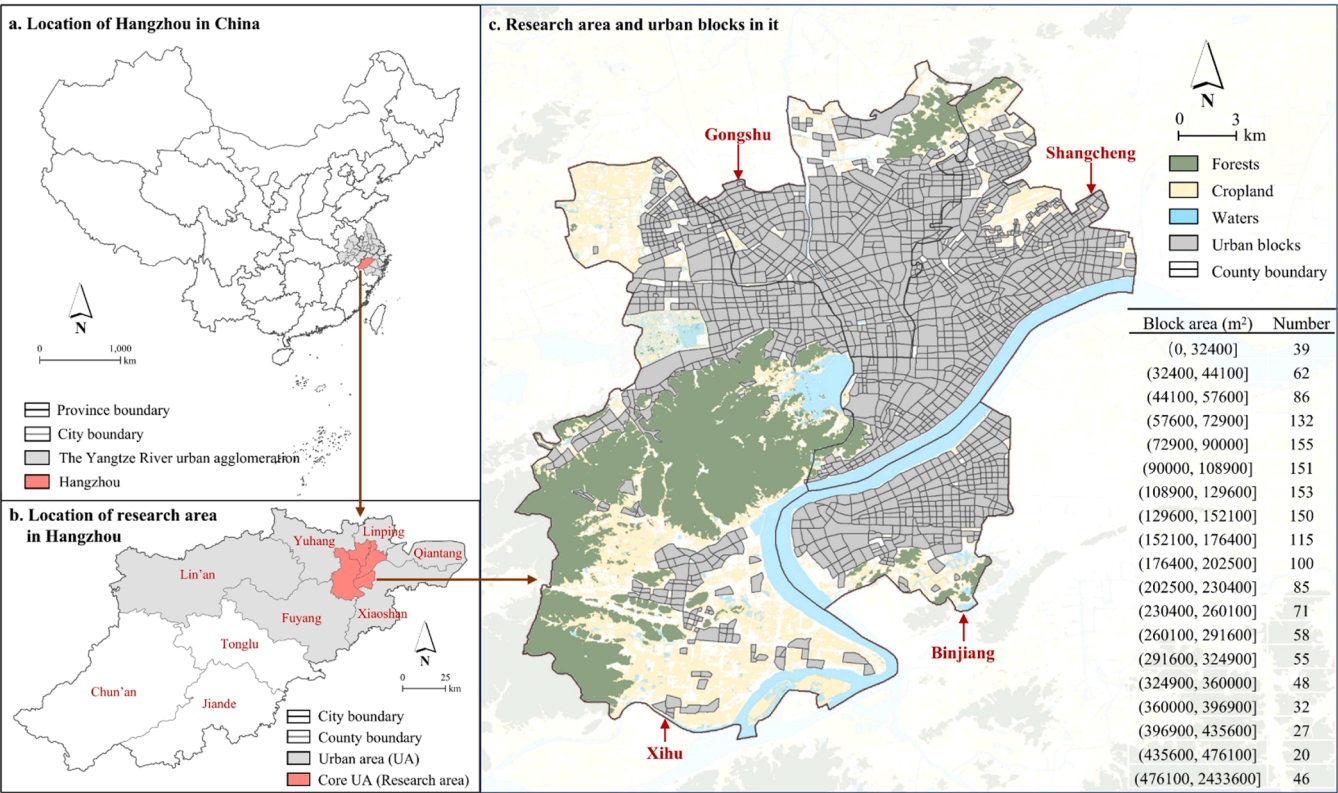 a. Location of Hangzhou in China
N
0 1,000
km
Province boundary
City boundary
The Yangtze River urban agglomeration
Hangzhou
b. Location of research area
in Hangzhou
Linping
Yuhang
Qiantang
Lin'an
Fuyang
Xiaoshan
Tonglu
N
Chun'an
0 25
km
Jiande
City boundary
County boundary
Urban area (UA)
Core UA (Research area)
c. Research area and urban blocks in it
N
0 3
km
Gongshu
Shangcheng
Forests
Cropland
Waters
Urban blocks
County boundary
Binjiang
Xihu
Block area (m²) Number
(0, 32400] 39
(32400, 44100] 62
(44100, 57600] 86
(57600, 72900] 132
(72900, 90000] 155
(90000, 108900] 151
(108900, 129600] 153
(129600, 152100] 150
(152100, 176400] 115
(176400, 202500] 100
(202500, 230400] 85
(230400, 260100] 71
(260100, 291600] 58
(291600, 324900] 55
(324900, 360000] 48
(360000, 396900] 32
(396900, 435600] 27
(435600, 476100] 20
(476100, 2433600] 46